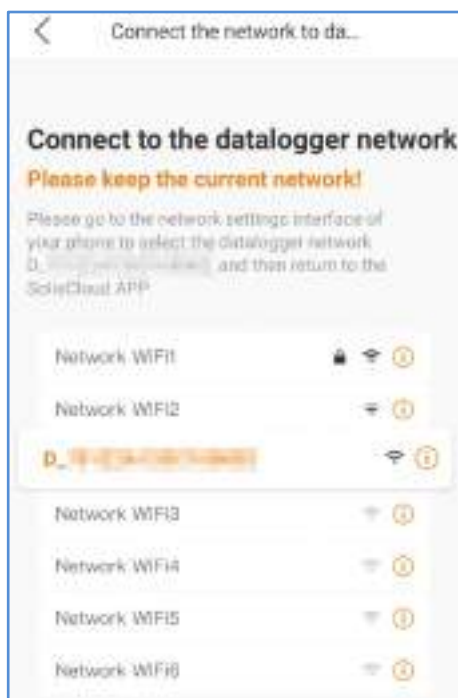 Connect the network to da...
Connect to the datalogger network
Please keep the current network!
Please go to the network settings interface of
your phone to select the datalogger network
D_ and then return to the
SolisCloud APP
Network WiFi1
Network WiFi2
D_
Network WiFi3
Network WiFi4
Network WiFi5
Network WiFi6